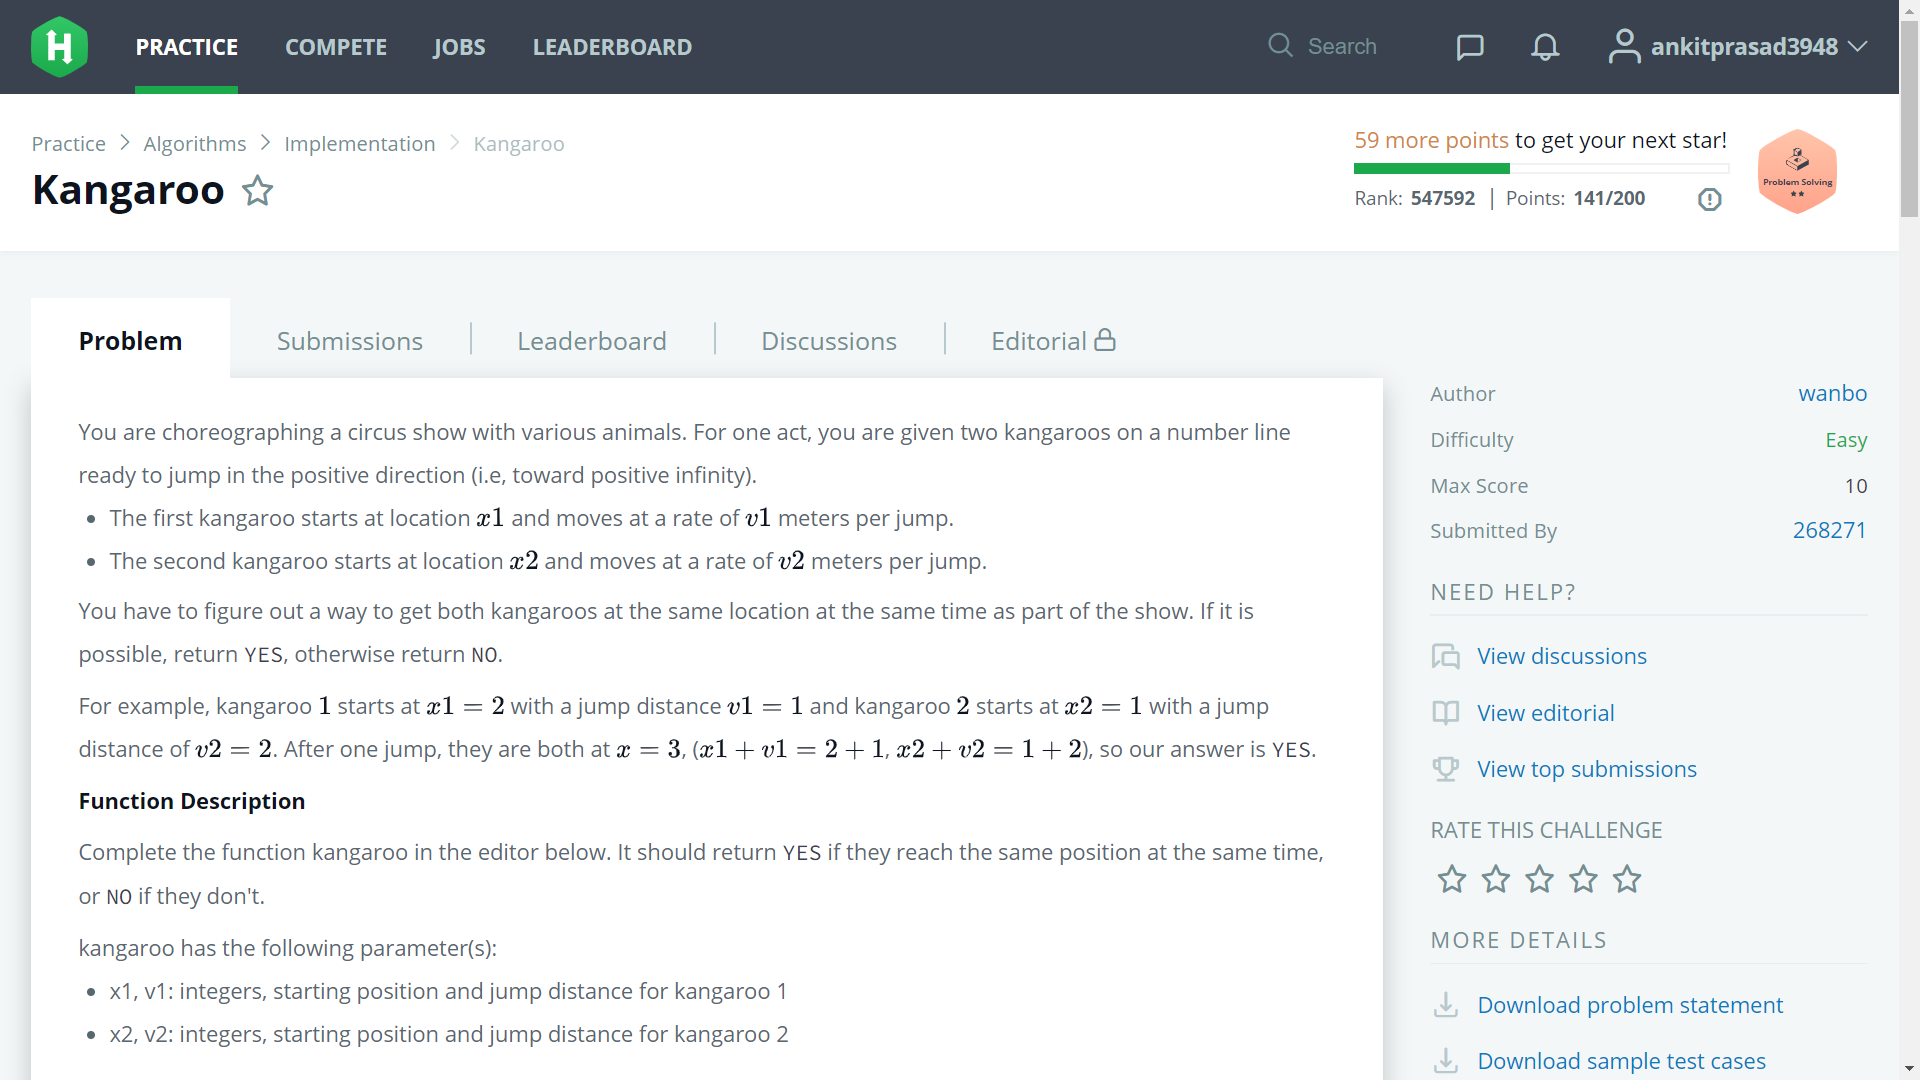 H PRACTICE COMPETE JOBS LEADERBOARD Search ankitprasad3948
Practice Algorithms Implementation Kangaroo
Kangaroo
59 more points to get your next star!
Rank: 547592 | Points: 141/200
Problem Solving
Problem Submissions Leaderboard Discussions Editorial
You are choreographing a circus show with various animals. For one act, you are given two kangaroos on a number line
ready to jump in the positive direction (i.e, toward positive infinity).
• The first kangaroo starts at location x1 and moves at a rate of v1 meters per jump.
• The second kangaroo starts at location x2 and moves at a rate of v2 meters per jump.
You have to figure out a way to get both kangaroos at the same location at the same time as part of the show. If it is
possible, return YES, otherwise return NO.
For example, kangaroo 1 starts at x1 = 2 with a jump distance v1 = 1 and kangaroo 2 starts at x2 = 1 with a jump
distance of v2 = 2. After one jump, they are both at x = 3, (x1 + v1 = 2 + 1, x2 + v2 = 1 + 2), so our answer is YES.
Function Description
Complete the function kangaroo in the editor below. It should return YES if they reach the same position at the same time,
or NO if they don't.
kangaroo has the following parameter(s):
• x1, v1: integers, starting position and jump distance for kangaroo 1
• x2, v2: integers, starting position and jump distance for kangaroo 2
Author wanbo
Difficulty Easy
Max Score 10
Submitted By 268271
NEED HELP?
View discussions
View editorial
View top submissions
RATE THIS CHALLENGE
MORE DETAILS
Download problem statement
Download sample test cases